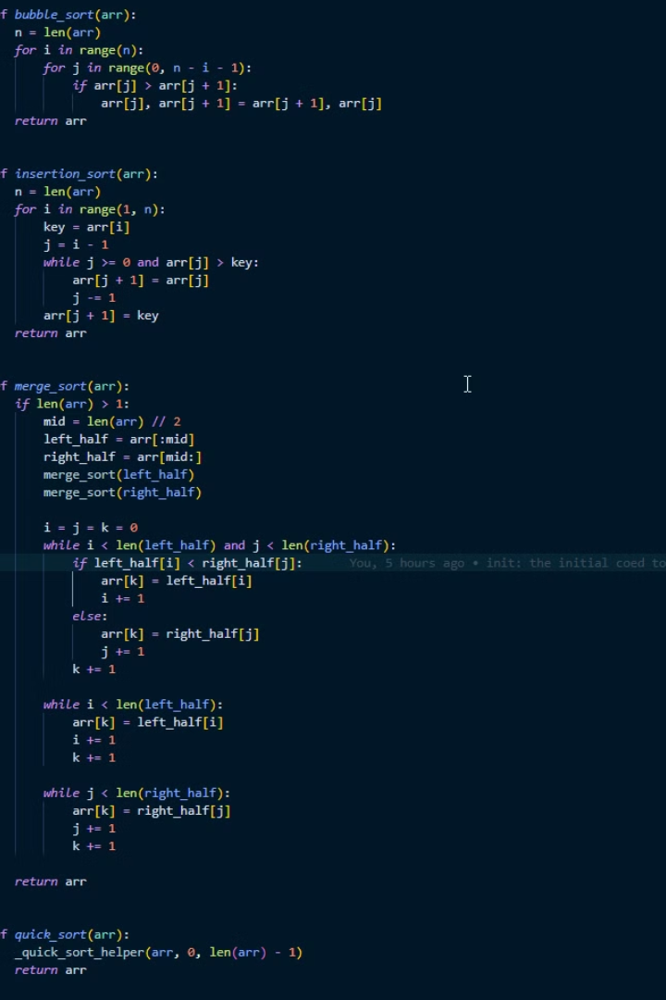 f bubble_sort(arr):
n = len(arr)
for i in range(n):
for j in range(0, n - i - 1):
if arr[j] > arr[j + 1]:
arr[j], arr[j + 1] = arr[j + 1], arr[j]
return arr
f insertion_sort(arr):
n = len(arr)
for i in range(1, n):
key = arr[i]
j = i - 1
while j >= 0 and arr[j] > key:
arr[j + 1] = arr[j]
j -= 1
arr[j + 1] = key
return arr
f merge_sort(arr):
if len(arr) > 1:
mid = len(arr) // 2
left_half = arr[:mid]
right_half = arr[mid:]
merge_sort(left_half)
merge_sort(right_half)
i = j = k = 0
while i < len(left_half) and j < len(right_half):
if left_half[i] < right_half[j]: You, 5 hours ago • init: the initial coed to
arr[k] = left_half[i]
i += 1
else:
arr[k] = right_half[j]
j += 1
k += 1
while i < len(left_half):
arr[k] = left_half[i]
i += 1
k += 1
while j < len(right_half):
arr[k] = right_half[j]
j += 1
k += 1
return arr
f quick_sort(arr):
_quick_sort_helper(arr, 0, len(arr) - 1)
return arr